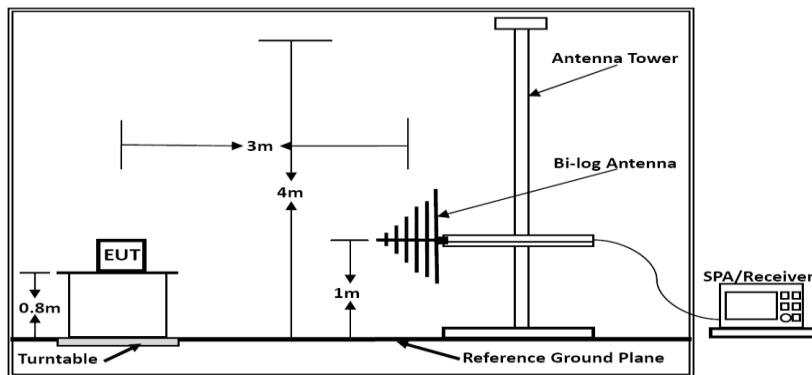 Antenna Tower
3m
Bi-log Antenna
4m
EUT
SPA/Receiver
0.8m
1m
Turntable
Reference Ground Plane